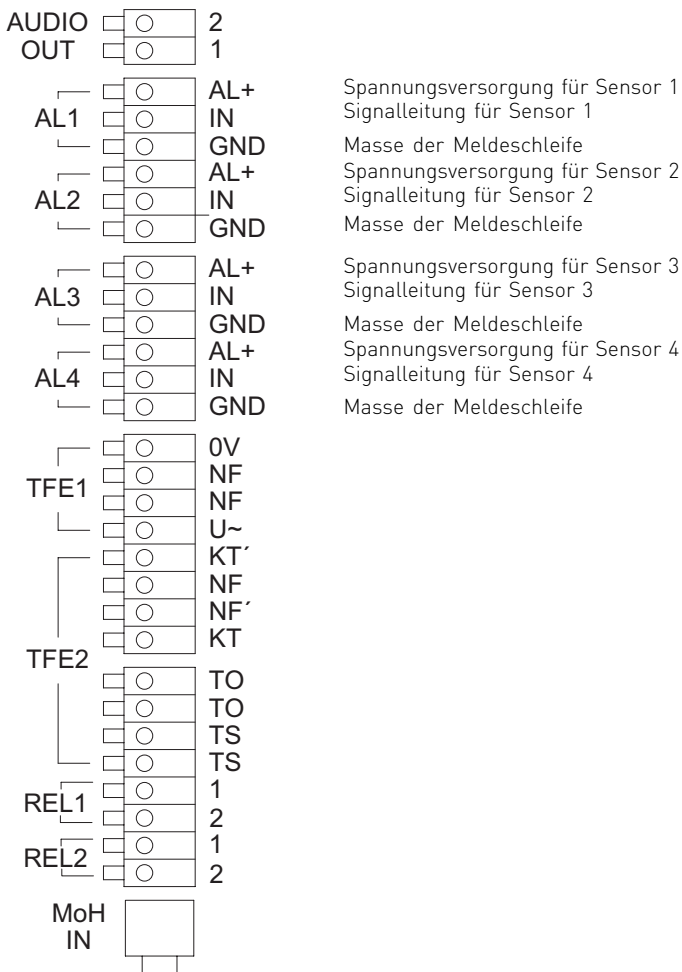 AUDIO OUT 2
1
AL1 AL+ Spannungsversorgung für Sensor 1
IN Signalleitung für Sensor 1
GND Masse der Meldeschleife
AL2 AL+ Spannungsversorgung für Sensor 2
IN Signalleitung für Sensor 2
GND Masse der Meldeschleife
AL3 AL+ Spannungsversorgung für Sensor 3
IN Signalleitung für Sensor 3
GND Masse der Meldeschleife
AL4 AL+ Spannungsversorgung für Sensor 4
IN Signalleitung für Sensor 4
GND Masse der Meldeschleife
TFE1 0V
NF
NF
U~
TFE2 KT´
NF
NF´
KT
TO
TO
TS
TS
REL1 1
2
REL2 1
2
MoH
IN